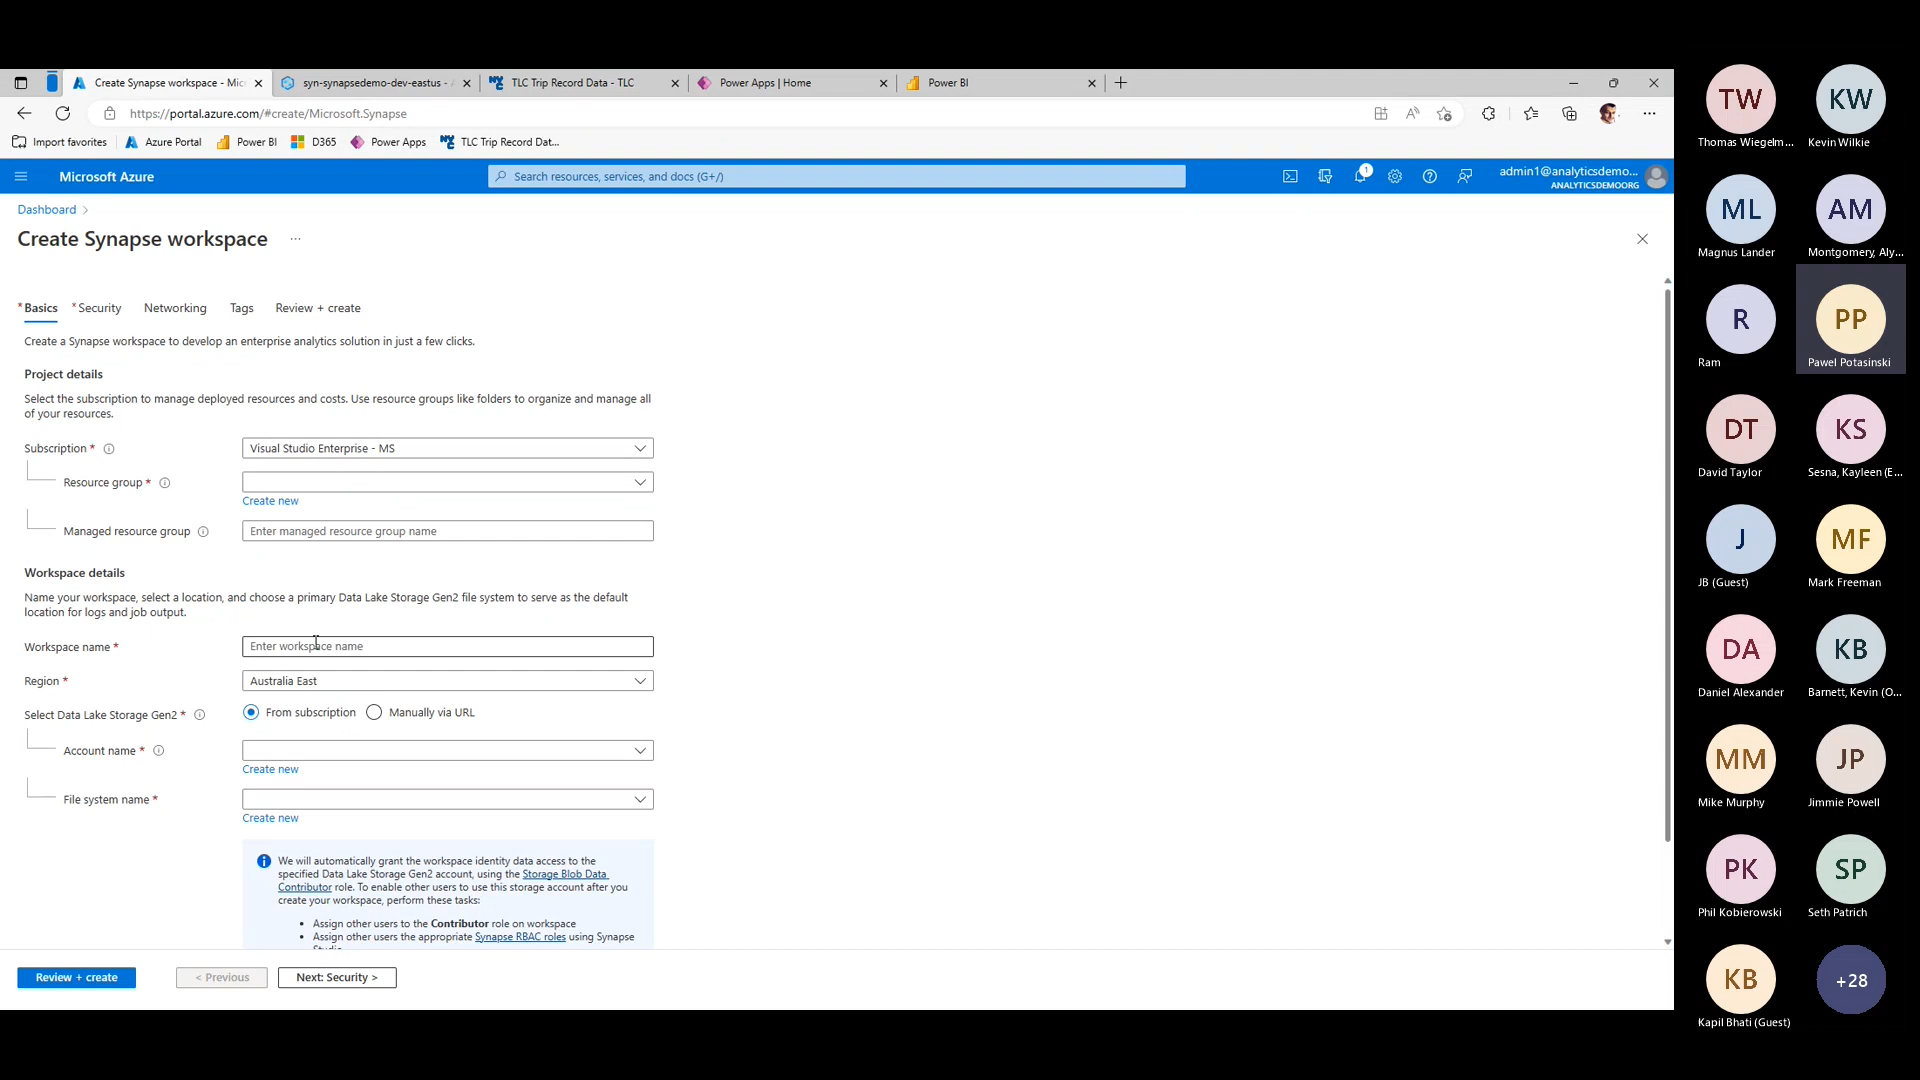 Create Synapse workspace - Mic
syn-synapsedemo-dev-eastus - A
TLC Trip Record Data - TLC
Power Apps | Home
Power BI
https://portal.azure.com/#create/Microsoft.Synapse
Import favorites
Azure Portal
Power BI
D365
Power Apps
TLC Trip Record Dat...
Microsoft Azure
Search resources, services, and docs (G+/)
1
admin1@analyticsdemo...
ANALYTICSDEMOORG
Dashboard >
Create Synapse workspace ...
* Basics
* Security
Networking
Tags
Review + create
Create a Synapse workspace to develop an enterprise analytics solution in just a few clicks.
Project details
Select the subscription to manage deployed resources and costs. Use resource groups like folders to organize and manage all
of your resources.
Subscription *
Visual Studio Enterprise - MS
Resource group *
Create new
Managed resource group
Enter managed resource group name
Workspace details
Name your workspace, select a location, and choose a primary Data Lake Storage Gen2 file system to serve as the default
location for logs and job output.
Workspace name *
Enter workspace name
Region *
Australia East
Select Data Lake Storage Gen2 *
From subscription
Manually via URL
Account name *
Create new
File system name *
Create new
We will automatically grant the workspace identity data access to the
specified Data Lake Storage Gen2 account, using the Storage Blob Data
Contributor role. To enable other users to use this storage account after you
create your workspace, perform these tasks:
• Assign other users to the Contributor role on workspace
• Assign other users the appropriate Synapse RBAC roles using Synapse
Studio
Review + create
< Previous
Next: Security >
TW
Thomas Wiegelm...
KW
Kevin Wilkie
ML
Magnus Lander
AM
Montgomery, Aly...
R
Ram
PP
Pawel Potasinski
DT
David Taylor
KS
Sesna, Kayleen (E...
J
JB (Guest)
MF
Mark Freeman
DA
Daniel Alexander
KB
Barnett, Kevin (O...
MM
Mike Murphy
JP
Jimmie Powell
PK
Phil Kobierowski
SP
Seth Patrich
KB
Kapil Bhati (Guest)
+28